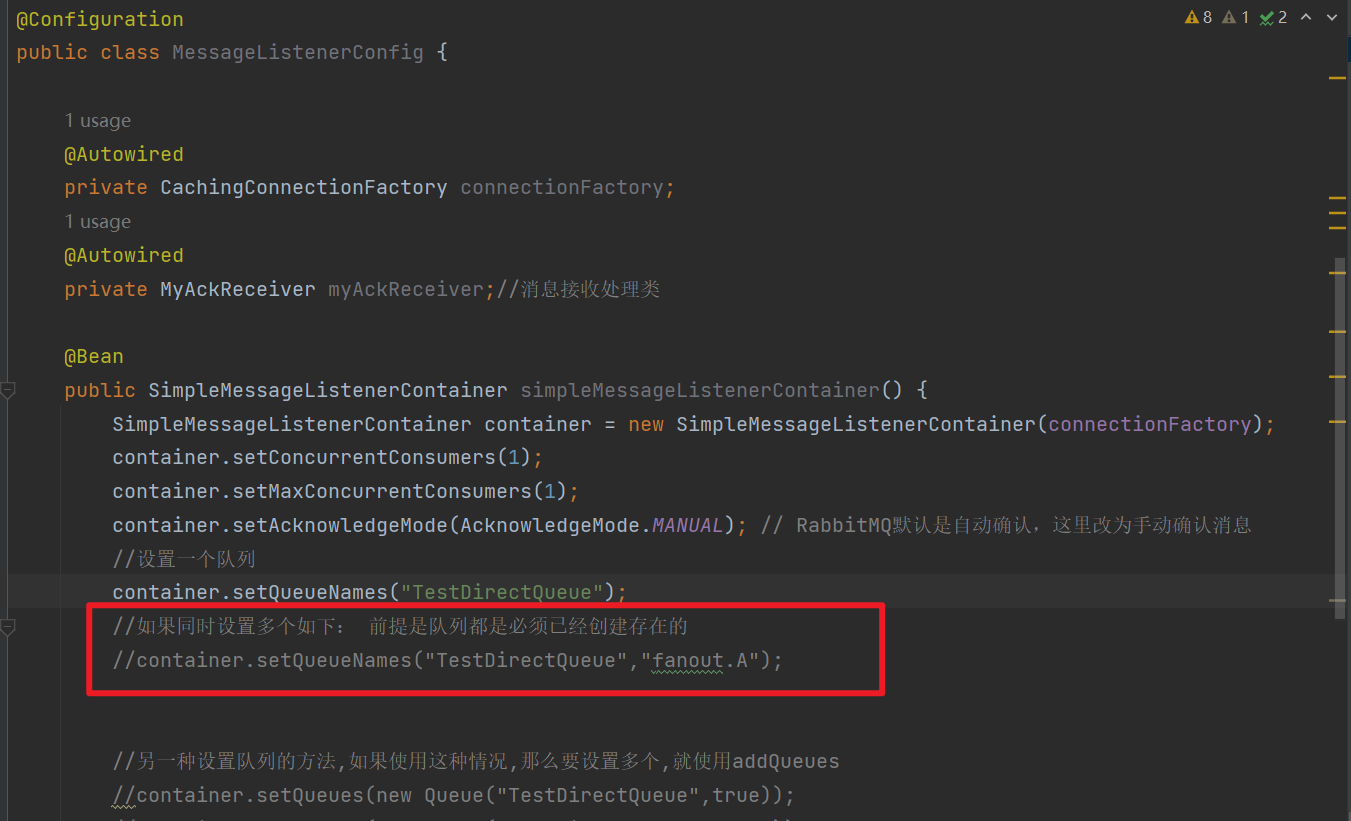 @Configuration
8 1 2
public class MessageListenerConfig {
1 usage
@Autowired
private CachingConnectionFactory connectionFactory;
1 usage
@Autowired
private MyAckReceiver myAckReceiver;//消息接收处理类
@Bean
public SimpleMessageListenerContainer simpleMessageListenerContainer() {
SimpleMessageListenerContainer container = new SimpleMessageListenerContainer(connectionFactory);
container.setConcurrentConsumers(1);
container.setMaxConcurrentConsumers(1);
container.setAcknowledgeMode(AcknowledgeMode.MANUAL); // RabbitMQ默认是自动确认，这里改为手动确认消息
//设置一个队列
container.setQueueNames("TestDirectQueue");
//如果同时设置多个如下： 前提是队列都是必须已经创建存在的
//container.setQueueNames("TestDirectQueue","fanout.A");
//另一种设置队列的方法,如果使用这种情况,那么要设置多个,就使用addQueues
//container.setQueues(new Queue("TestDirectQueue",true));